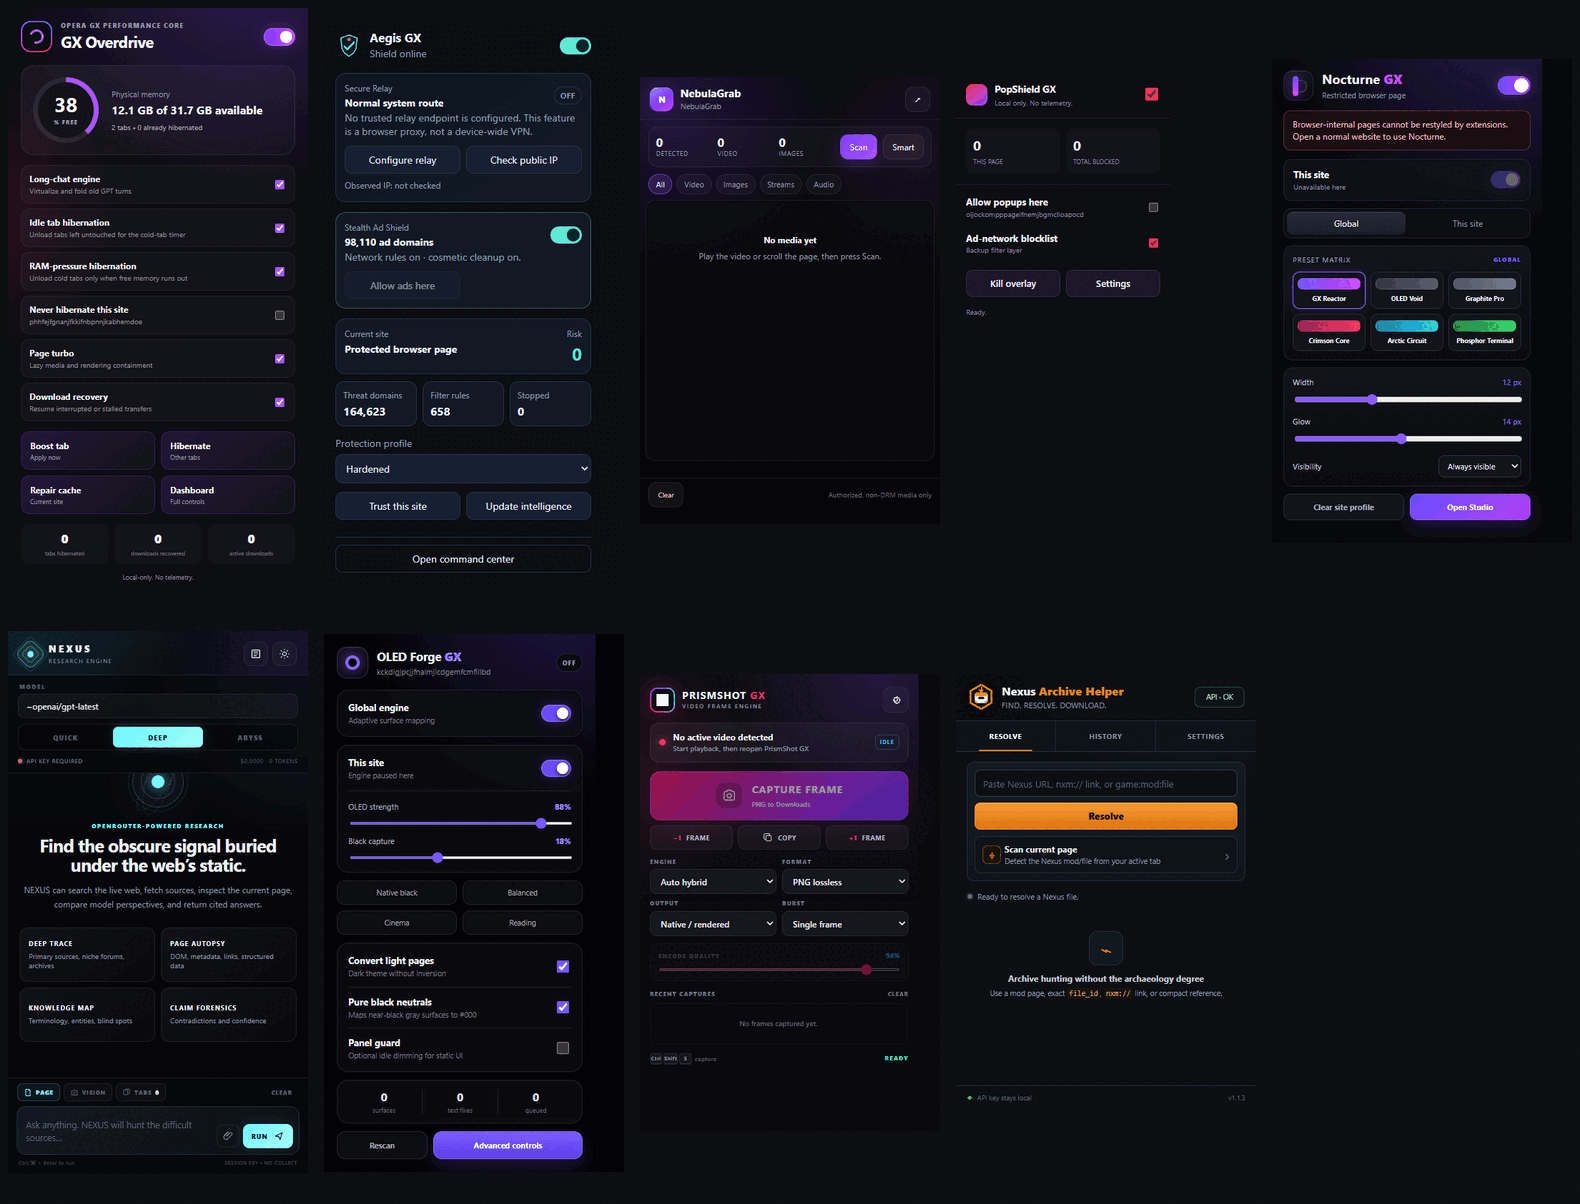 OPERA GX PERFORMANCE CORE
GX Overdrive
38
% FREE
Physical memory
12.1 GB of 31.7 GB available
2 tabs • 0 already hibernated
Long-chat engine
Virtualize and fold old GPT turns
Idle tab hibernation
Unload tabs left untouched for the cold-tab timer
RAM-pressure hibernation
Unload cold tabs only when free memory runs out
Never hibernate this site
phhfejfgnanjfkkifnbpnnjkabhemdoe
Page turbo
Lazy media and rendering containment
Download recovery
Resume interrupted or stalled transfers
Boost tab
Apply now
Hibernate
Other tabs
Repair cache
Current site
Dashboard
Full controls
0
tabs hibernated
0
downloads recovered
0
active downloads
Local-only. No telemetry.
Aegis GX
Shield online
Secure Relay
Normal system route
OFF
No trusted relay endpoint is configured. This feature
is a browser proxy, not a device-wide VPN.
Configure relay
Check public IP
Observed IP: not checked
Stealth Ad Shield
98,110 ad domains
Network rules on · cosmetic cleanup on.
Allow ads here
Current site
Protected browser page
Risk
0
Threat domains
164,623
Filter rules
658
Stopped
0
Protection profile
Hardened
Trust this site
Update intelligence
Open command center
N
NebulaGrab
NebulaGrab
0
DETECTED
0
VIDEO
0
IMAGES
Scan
Smart
All
Video
Images
Streams
Audio
No media yet
Play the video or scroll the page, then press Scan.
Clear
Authorized, non-DRM media only
PopShield GX
Local only. No telemetry.
0
THIS PAGE
0
TOTAL BLOCKED
Allow popups here
oljockompppageifnemjbgmclioapocd
Ad-network blocklist
Backup filter layer
Kill overlay
Settings
Ready.
Nocturne GX
Restricted browser page
Browser-internal pages cannot be restyled by extensions.
Open a normal website to use Nocturne.
This site
Unavailable here
Global
This site
PRESET MATRIX
GLOBAL
GX Reactor
OLED Void
Graphite Pro
Crimson Core
Arctic Circuit
Phosphor Terminal
Width
12 px
Glow
14 px
Visibility
Always visible
Clear site profile
Open Studio
NEXUS
RESEARCH ENGINE
MODEL
~openai/gpt-latest
QUICK
DEEP
ABYSS
API KEY REQUIRED
$0.0000 0 TOKENS
OPENROUTER-POWERED RESEARCH
Find the obscure signal buried
under the web's static.
NEXUS can search the live web, fetch sources, inspect the current page,
compare model perspectives, and return cited answers.
DEEP TRACE
Primary sources, niche forums,
archives
PAGE AUTOPSY
DOM, metadata, links, structured
data
KNOWLEDGE MAP
Terminology, entities, blind spots
CLAIM FORENSICS
Contradictions and confidence
PAGE
VISION
TABS
CLEAR
Ask anything. NEXUS will hunt the difficult
sources...
RUN
Ctrl/⌘ + Enter to run
SESSION KEY • NO COLLECT
OLED Forge GX
kckdigjpcjjfnalmjicdgemfcmfillbd
OFF
Global engine
Adaptive surface mapping
This site
Engine paused here
OLED strength
88%
Black capture
18%
Native black
Balanced
Cinema
Reading
Convert light pages
Dark theme without inversion
Pure black neutrals
Maps near-black gray surfaces to #000
Panel guard
Optional idle dimming for static UI
0
surfaces
0
text fixes
0
queued
Rescan
Advanced controls
PRISMSHOT GX
VIDEO FRAME ENGINE
No active video detected
Start playback, then reopen PrismShot GX
IDLE
CAPTURE FRAME
PNG to Downloads
−1 FRAME
COPY
+1 FRAME
ENGINE
FORMAT
Auto hybrid
PNG lossless
OUTPUT
BURST
Native / rendered
Single frame
ENCODE QUALITY
94%
RECENT CAPTURES
CLEAR
No frames captured yet.
Ctrl Shift S capture
READY
Nexus Archive Helper
FIND. RESOLVE. DOWNLOAD.
API · OK
RESOLVE
HISTORY
SETTINGS
Paste Nexus URL, nxm:// link, or game:mod:file
Resolve
Scan current page
Detect the Nexus mod/file from your active tab
Ready to resolve a Nexus file.
Archive hunting without the archaeology degree
Use a mod page, exact file_id, nxm:// link, or compact reference.
API key stays local
v1.1.3